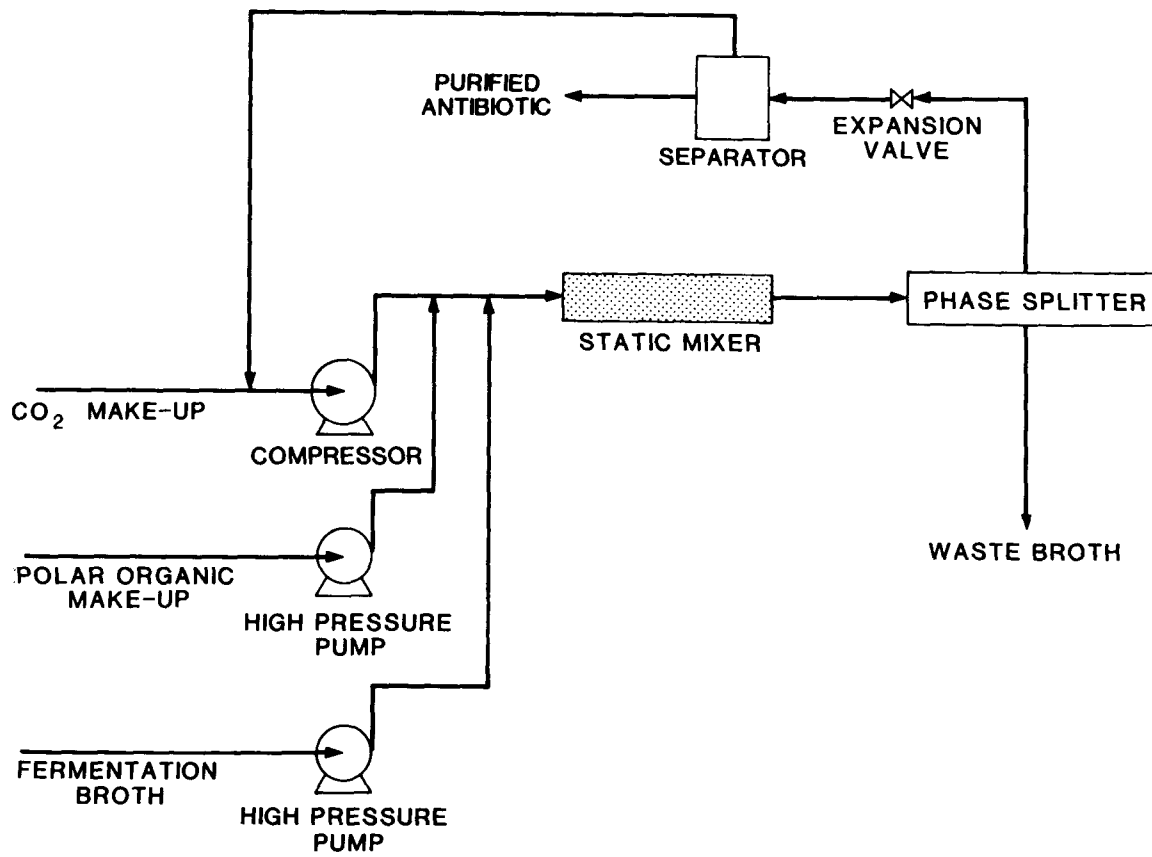 PURIFIED
ANTIBIOTIC
SEPARATOR
EXPANSION
VALVE
PHASE SPLITTER
STATIC MIXER
CO2 MAKE-UP
COMPRESSOR
POLAR ORGANIC
MAKE-UP
HIGH PRESSURE
PUMP
WASTE BROTH
FERMENTATION
BROTH
HIGH PRESSURE
PUMP